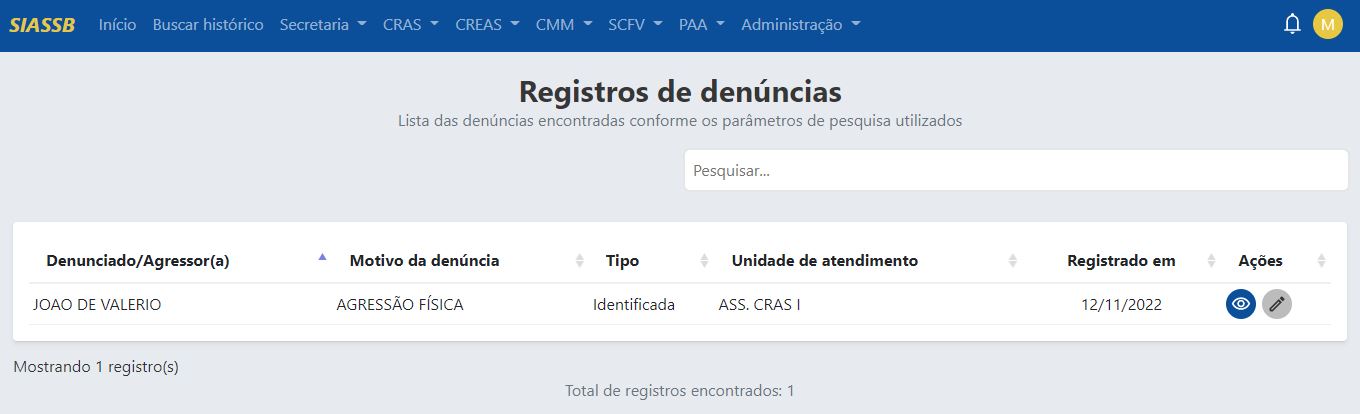 SIASSB Início Buscar histórico Secretaria CRAS CREAS CMM SCFV PAA Administração M
Registros de denúncias
Lista das denúncias encontradas conforme os parâmetros de pesquisa utilizados
Pesquisar...
Denunciado/Agressor(a) Motivo da denúncia Tipo Unidade de atendimento Registrado em Ações
JOAO DE VALERIO AGRESSÃO FÍSICA Identificada ASS. CRAS I 12/11/2022
Mostrando 1 registro(s)
Total de registros encontrados: 1